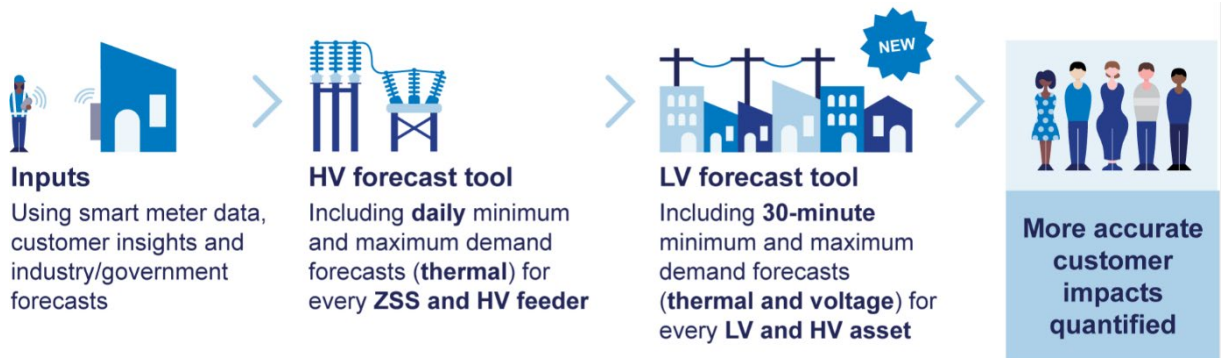 Inputs
Using smart meter data,
customer insights and
industry/government
forecasts
HV forecast tool
Including daily minimum
and maximum demand
forecasts (thermal) for
every ZSS and HV feeder
NEW
LV forecast tool
Including 30-minute
minimum and maximum
demand forecasts
(thermal and voltage) for
every LV and HV asset
More accurate
customer
impacts
quantified